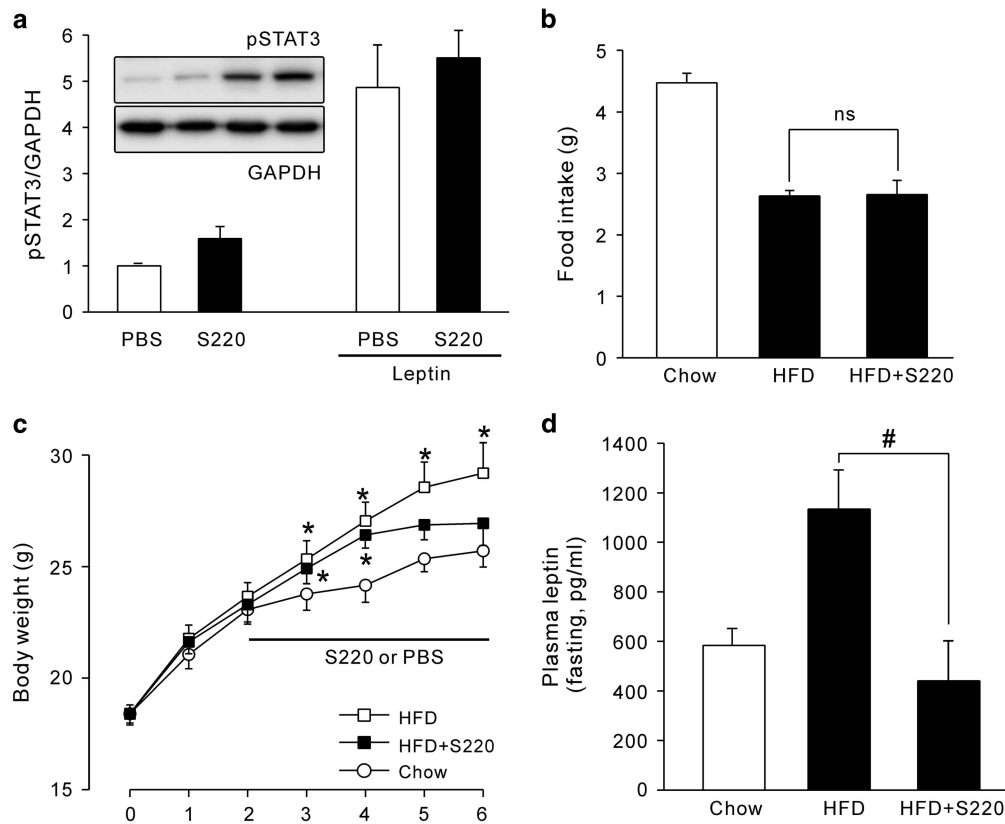 a
pSTAT3/GAPDH
6
5
4
3
2
1
0
pSTAT3
GAPDH
PBS
S220
PBS
S220
Leptin
b
Food intake (g)
5
4
3
2
1
0
ns
Chow
HFD
HFD+S220
c
Body weight (g)
30
25
20
15
*
*
*
*
*
*
S220 or PBS
HFD
HFD+S220
Chow
0 1 2 3 4 5 6
d
Plasma leptin
(fasting, pg/ml)
1400
1200
1000
800
600
400
200
0
#
Chow
HFD
HFD+S220